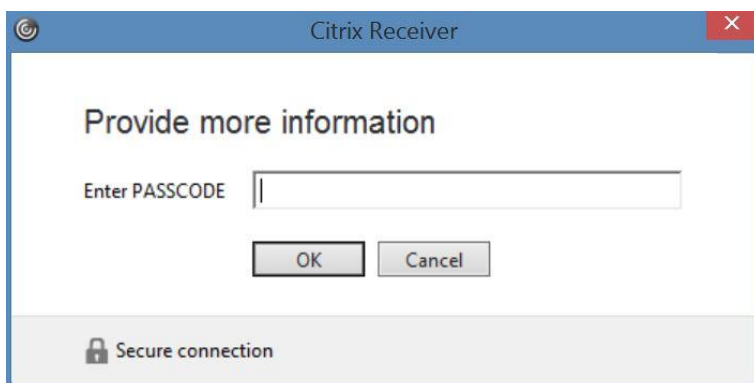 Citrix Receiver
Provide more information
Enter PASSCODE
OK Cancel
Secure connection